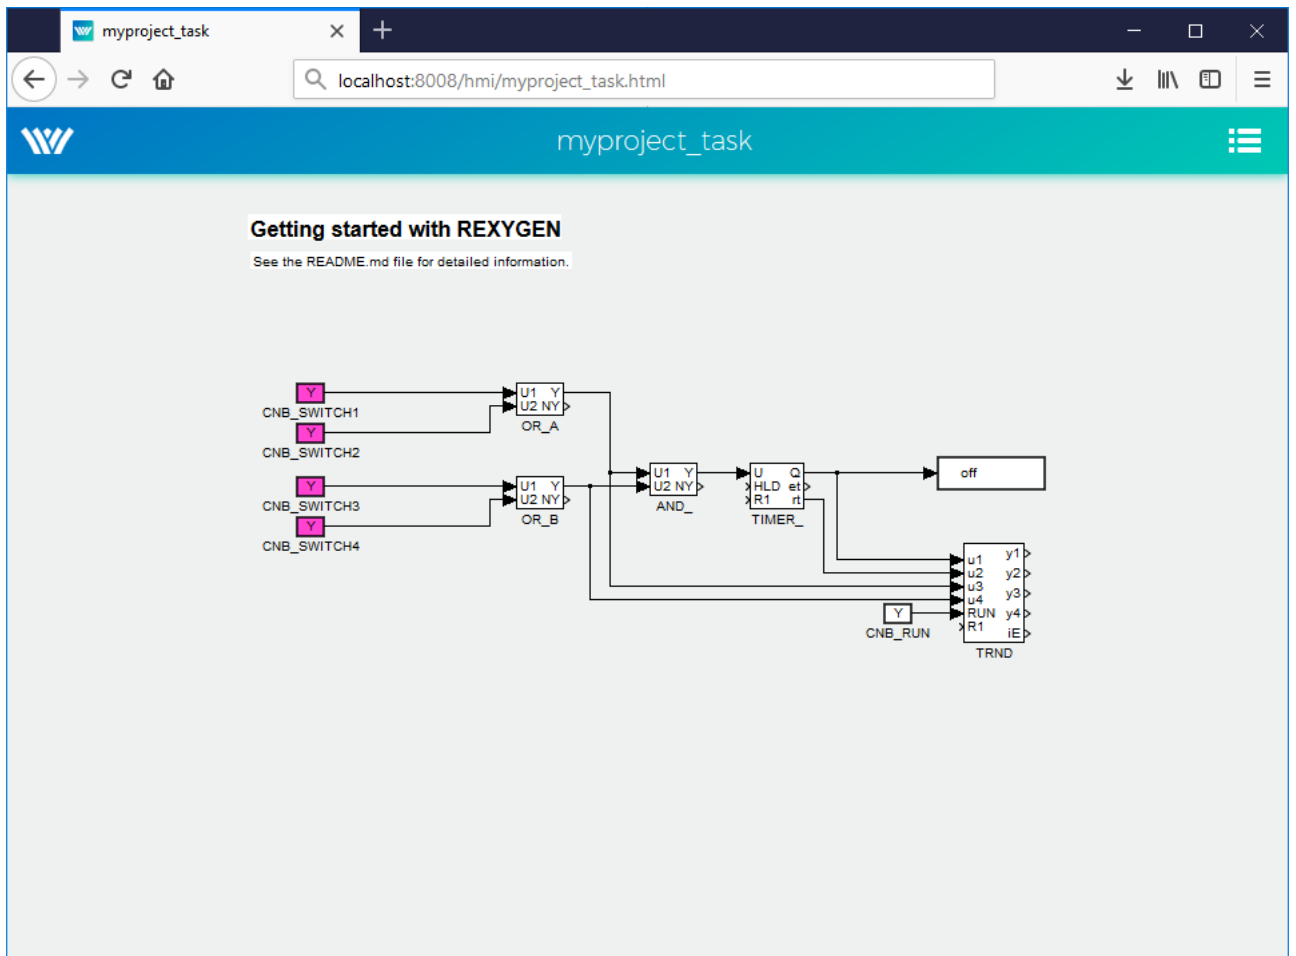 myproject_task
localhost:8008/hmi/myproject_task.html
myproject_task
Getting started with REXYGEN
See the README.md file for detailed information.
Y
CNB_SWITCH1
Y
CNB_SWITCH2
U1 Y
U2 NY
OR_A
Y
CNB_SWITCH3
Y
CNB_SWITCH4
U1 Y
U2 NY
OR_B
U1 Y
U2 NY
AND_
U Q
HLD et
R1 rt
TIMER_
off
Y
CNB_RUN
u1 y1
u2 y2
u3 y3
u4
RUN y4
R1 iE
TRND